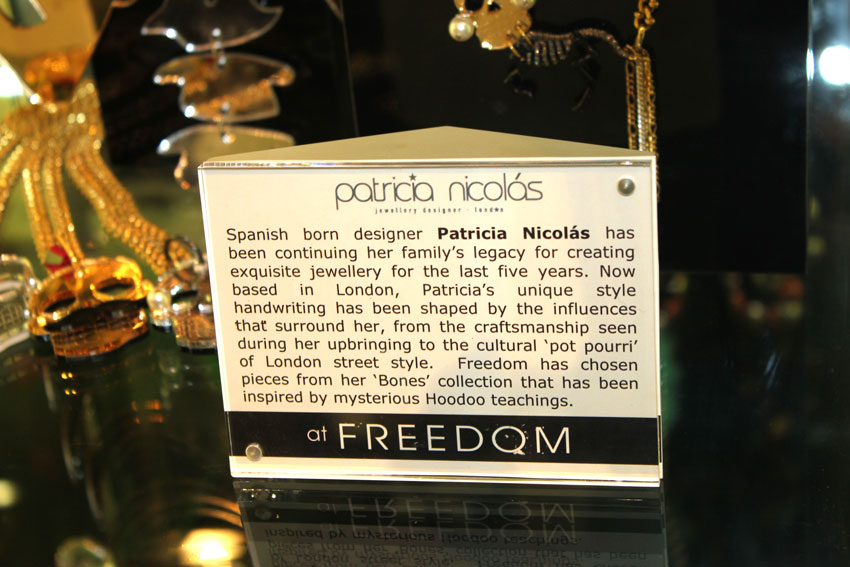 patricia nicolás
jewellery designer - london
Spanish born designer Patricia Nicolás has
been continuing her family's legacy for creating
exquisite jewellery for the last five years. Now
based in London, Patricia's unique style
handwriting has been shaped by the influences
that surround her, from the craftsmanship seen
during her upbringing to the cultural 'pot pourri'
of London street style. Freedom has chosen
pieces from her 'Bones' collection that has been
inspired by mysterious Hoodoo teachings.
at FREEDOM